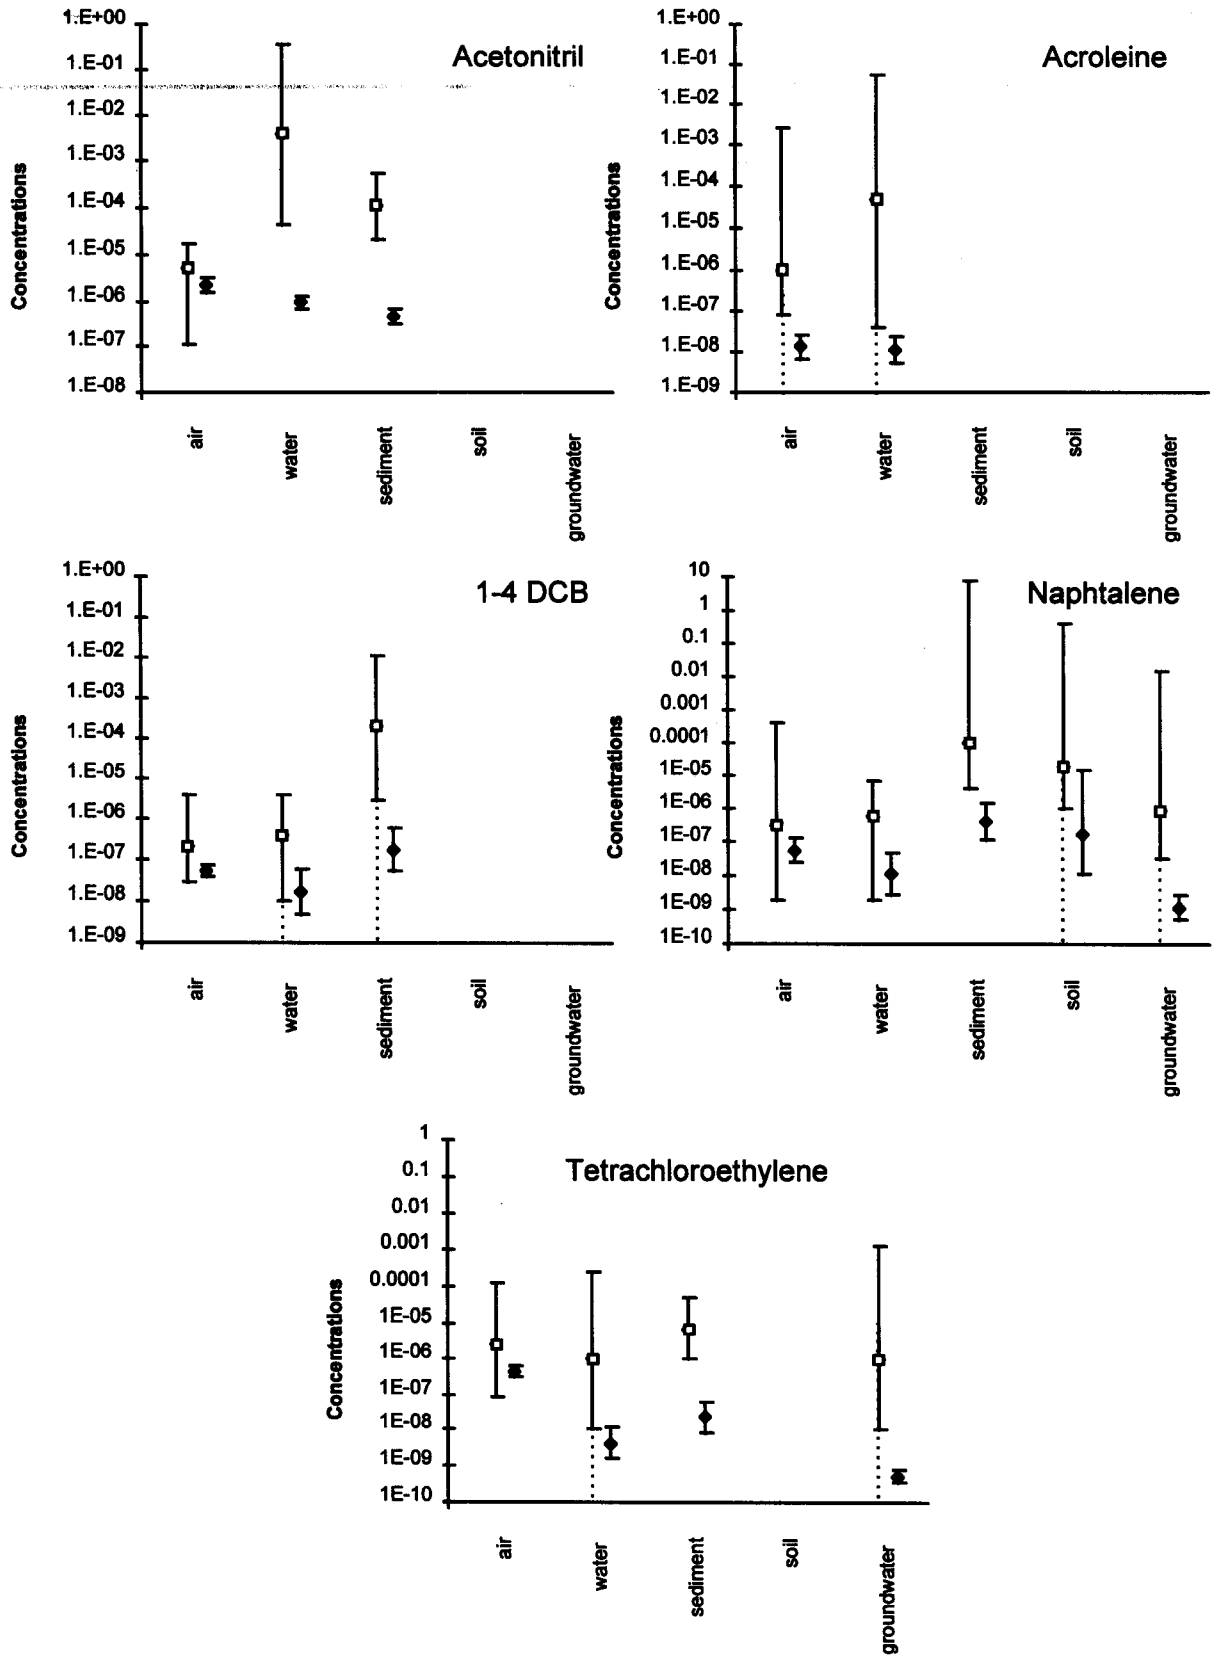 Acetonitril
Concentrations
1.E+00
1.E-01
1.E-02
1.E-03
1.E-04
1.E-05
1.E-06
1.E-07
1.E-08
air
water
sediment
soil
groundwater
Acroleine
Concentrations
1.E+00
1.E-01
1.E-02
1.E-03
1.E-04
1.E-05
1.E-06
1.E-07
1.E-08
1.E-09
air
water
sediment
soil
groundwater
1-4 DCB
Concentrations
1.E+00
1.E-01
1.E-02
1.E-03
1.E-04
1.E-05
1.E-06
1.E-07
1.E-08
1.E-09
air
water
sediment
soil
groundwater
Naphtalene
Concentrations
10
1
0.1
0.01
0.001
0.0001
1E-05
1E-06
1E-07
1E-08
1E-09
1E-10
air
water
sediment
soil
groundwater
Tetrachloroethylene
Concentrations
1
0.1
0.01
0.001
0.0001
1E-05
1E-06
1E-07
1E-08
1E-09
1E-10
air
water
sediment
soil
groundwater